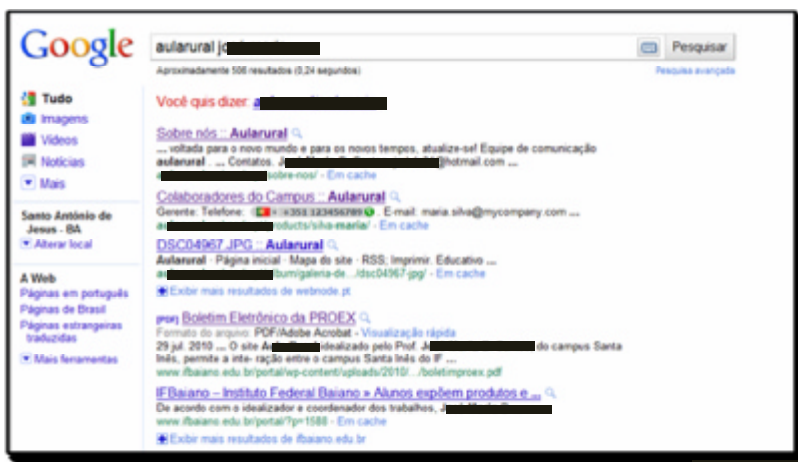 Google
aularural jo
Pesquisar
Aproximadamente 506 resultados (0,24 segundos)
Pesquisa avançada
Tudo
Imagens
Vídeos
Notícias
Mais
Santo Antônio de
Jesus - BA
Alterar local
A Web
Páginas em português
Páginas de Brasil
Páginas estrangeiras
traduzidas
Mais ferramentas
Você quis dizer: a
Sobre nós :: Aularural
... voltada para o novo mundo e para os novos tempos, atualize-se! Equipe de comunicação
aularural . ... Contatos. J @hotmail.com ...
a sobre-nos/ - Em cache
Colaboradores do Campus :: Aularural
Gerente: Telefone: +351 123456789 . E-mail: maria.silva@mycompany.com ...
a oducts/silva-maria/ - Em cache
DSC04967.JPG :: Aularural
Aularural · Página inicial · Mapa do site · RSS; Imprimir. Educativo ...
a bum/galeria-de.../dsc04967-jpg/ - Em cache
Exibir mais resultados de webnode.pt
[PDF] Boletim Eletrônico da PROEX
Formato do arquivo: PDF/Adobe Acrobat - Visualização rápida
29 jul. 2010 ... O site A idealizado pelo Prof. J do campus Santa
Inês, permite a inte- ração entre o campus Santa Inês do IF ...
www.ifbaiano.edu.br/portal/wp-content/uploads/2010/.../boletimproex.pdf
IFBaiano – Instituto Federal Baiano » Alunos expõem produtos e ...
De acordo com o idealizador e coordenador dos trabalhos, J
www.ifbaiano.edu.br/portal/?p=1588 - Em cache
Exibir mais resultados de ifbaiano.edu.br